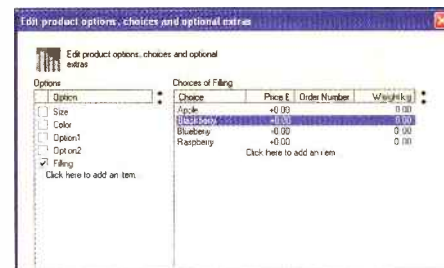 Edit product options, choices and optional extras
Edit product options, choices and optional
extras
Options
Choices of Filling
Option
Choice Price £ Order Number Weight(kg)
Size
Color
Option1
Option2
Filling
Click here to add an item
Apple +0.00 0.00
Blackberry +0.00 0.00
Blueberry +0.00 0.00
Raspberry +0.00 0.00
Click here to add an item